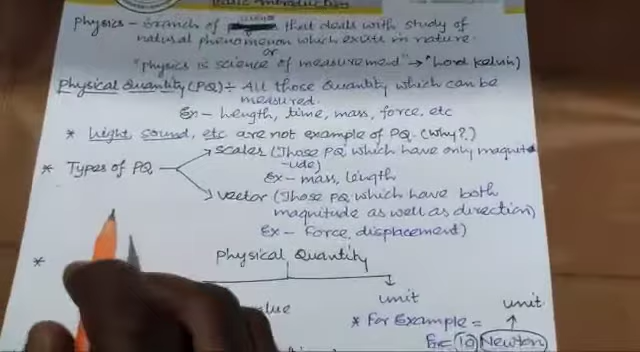 Basic Introduction
Physics - Branch of science that deals with study of
natural phenomenon which exists in nature.
or
"Physics is science of measurement" → "Lord Kelvin)
Physical Quantity (PQ) :- All those Quantity which can be
measured.
Ex - Length, time, mass, force, etc
* Light, sound, etc are not example of PQ. (Why?)
* Types of PQ
scaler (Those PQ which have only magnit
-ude)
Ex - mass, length
vector (Those PQ which have both
magnitude as well as direction)
Ex - Force, displacement)
* Physical Quantity
unit
* For Example =
unit
F = 10 Newton